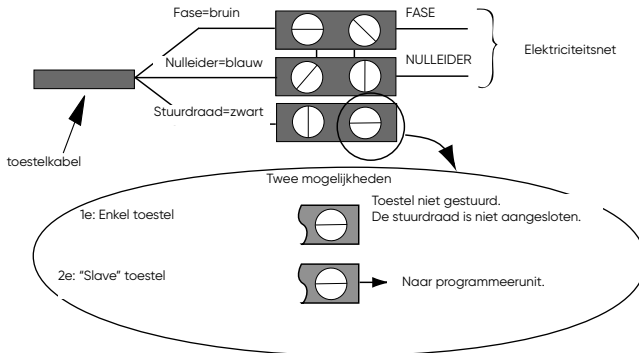 Fase=bruin
FASE
Nulleider=blauw
NULLEIDER
Elektriciteitsnet
Stuurdraad=zwart
toestelkabel
Twee mogelijkheden
1e: Enkel toestel
Toestel niet gestuurd.
De stuurdraad is niet aangesloten.
2e: "Slave" toestel
Naar programmeerunit.